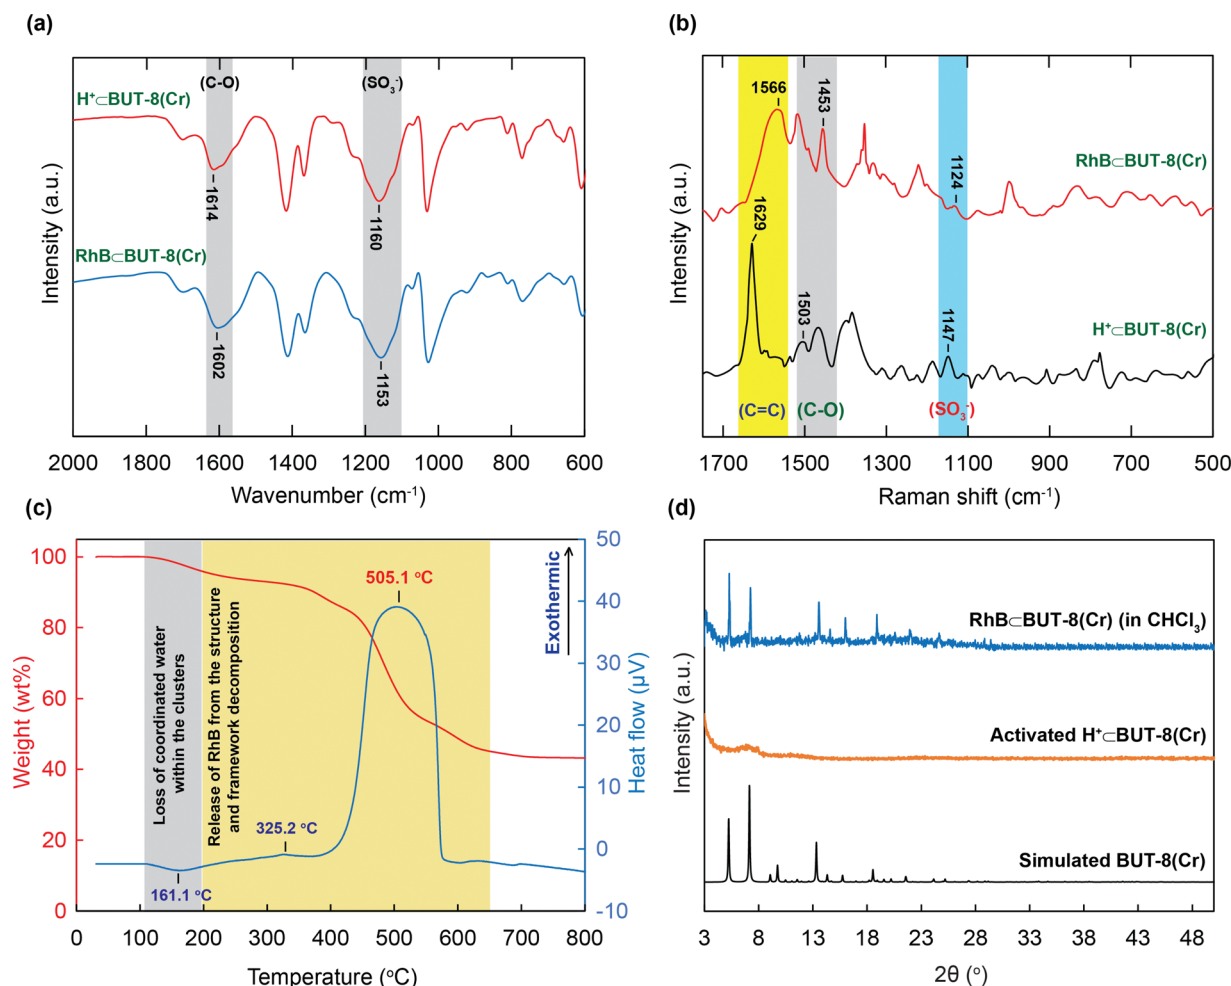 (a)
(C-O)
(SO₃⁻)
H⁺⊂BUT-8(Cr)
1614
1160
RhB⊂BUT-8(Cr)
1602
1153
Intensity (a.u.)
2000 1800 1600 1400 1200 1000 800 600
Wavenumber (cm⁻¹)
(b)
1566
1453
RhB⊂BUT-8(Cr)
1124
1629
1503
1147
H⁺⊂BUT-8(Cr)
(C=C)
(C-O)
(SO₃⁻)
Intensity (a.u.)
1700 1500 1300 1100 900 700 500
Raman shift (cm⁻¹)
(c)
100
80
60
40
20
0
Weight (wt%)
50
40
30
20
10
0
-10
Heat flow (µV)
Loss of coordinated water
within the clusters
Release of RhB from the structure
and framework decomposition
505.1 °C
Exothermic
325.2 °C
161.1 °C
0 100 200 300 400 500 600 700 800
Temperature (°C)
(d)
RhB⊂BUT-8(Cr) (in CHCl₃)
Activated H⁺⊂BUT-8(Cr)
Simulated BUT-8(Cr)
Intensity (a.u.)
3 8 13 18 23 28 33 38 43 48
2θ (°)